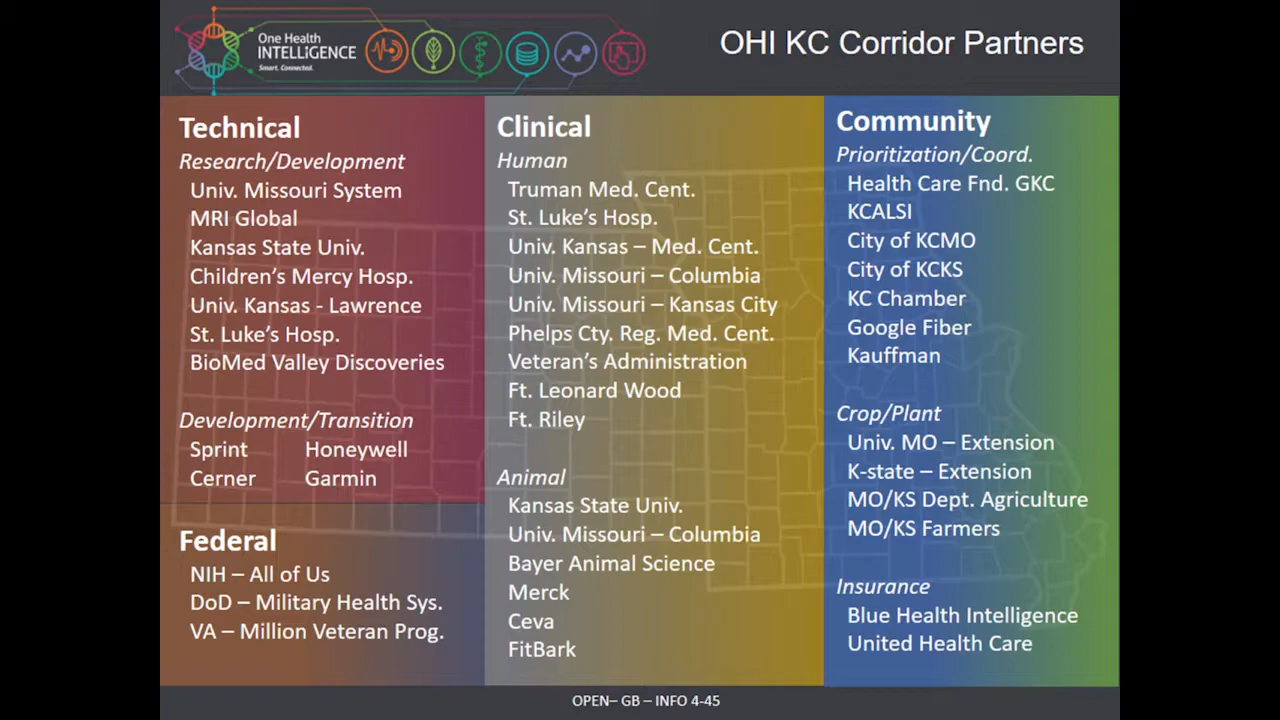 One Health
INTELLIGENCE
Smart. Connected.
OHI KC Corridor Partners
Technical
Research/Development
Univ. Missouri System
MRI Global
Kansas State Univ.
Children's Mercy Hosp.
Univ. Kansas - Lawrence
St. Luke's Hosp.
BioMed Valley Discoveries
Development/Transition
Sprint Honeywell
Cerner Garmin
Federal
NIH – All of Us
DoD – Military Health Sys.
VA – Million Veteran Prog.
Clinical
Human
Truman Med. Cent.
St. Luke's Hosp.
Univ. Kansas – Med. Cent.
Univ. Missouri – Columbia
Univ. Missouri – Kansas City
Phelps Cty. Reg. Med. Cent.
Veteran's Administration
Ft. Leonard Wood
Ft. Riley
Animal
Kansas State Univ.
Univ. Missouri – Columbia
Bayer Animal Science
Merck
Ceva
FitBark
Community
Prioritization/Coord.
Health Care Fnd. GKC
KCALSI
City of KCMO
City of KCKS
KC Chamber
Google Fiber
Kauffman
Crop/Plant
Univ. MO – Extension
K-state – Extension
MO/KS Dept. Agriculture
MO/KS Farmers
Insurance
Blue Health Intelligence
United Health Care
OPEN– GB – INFO 4-45